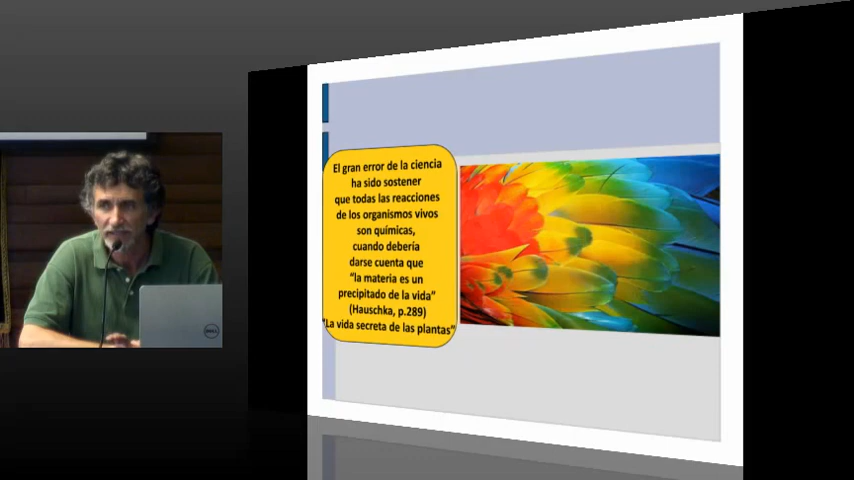 El gran error de la ciencia
ha sido sostener
que todas las reacciones
de los organismos vivos
son químicas,
cuando debería
darse cuenta que
“la materia es un
precipitado de la vida”
(Hauschka, p.289)
"La vida secreta de las plantas"
DELL